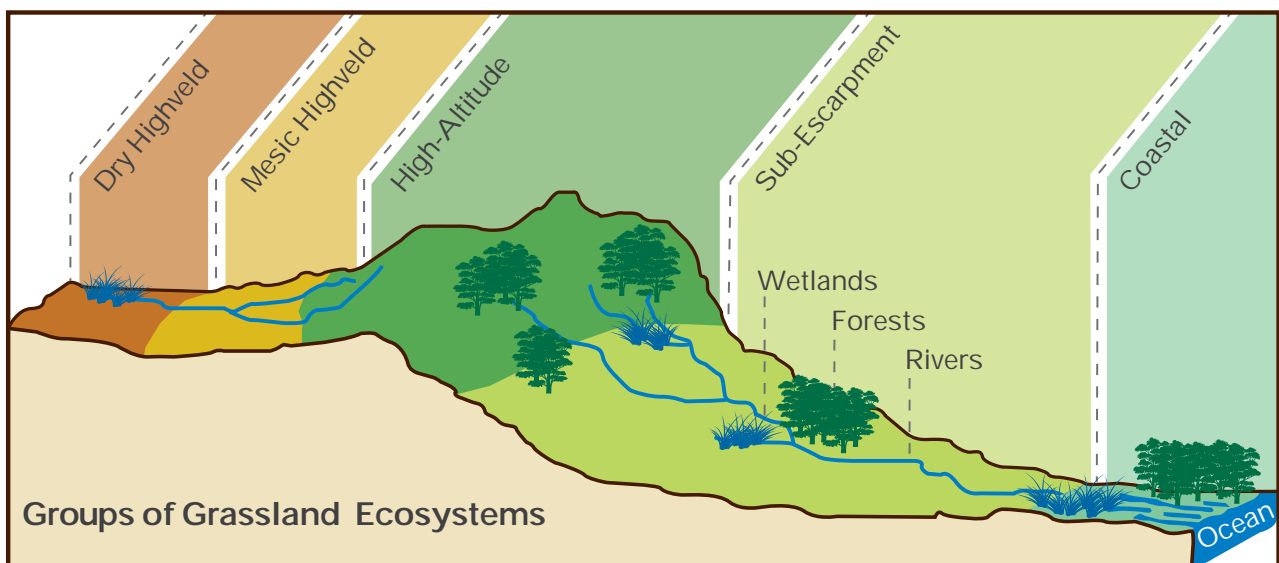 Dry Highveld
Mesic Highveld
High-Altitude
Sub-Escarpment
Coastal
Wetlands
Forests
Rivers
Groups of Grassland Ecosystems
Ocean